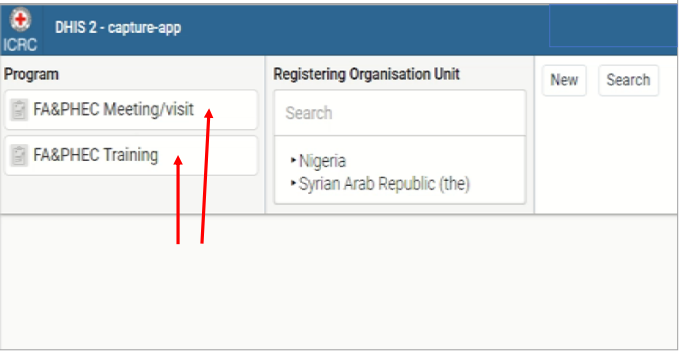 DHIS 2 - capture-app
ICRC
Program
FA&PHEC Meeting/visit
FA&PHEC Training
Registering Organisation Unit
Search
Nigeria
Syrian Arab Republic (the)
New
Search